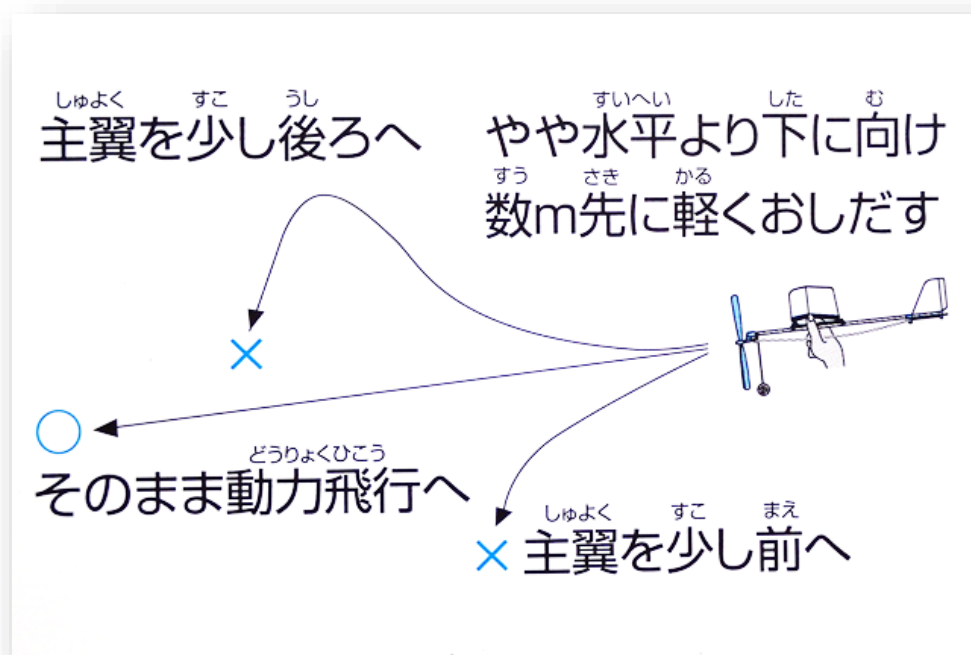 しゅよく すこ うし
主翼を少し後ろへ
すいへい した む
やや水平より下に向け
すう さき かる
数m先に軽くおしだす
×
○
どうりょくひこう
そのまま動力飛行へ
しゅよく すこ まえ
× 主翼を少し前へ